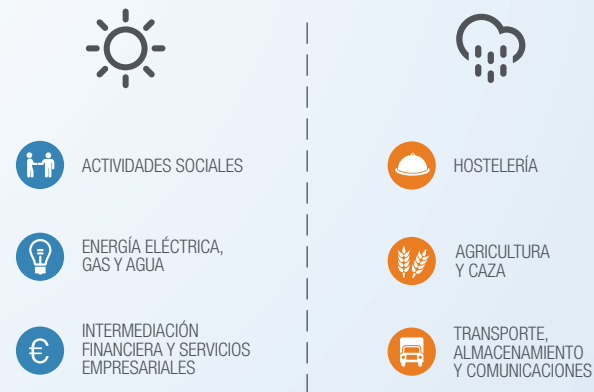 ACTIVIDADES SOCIALES
ENERGÍA ELÉCTRICA,
GAS Y AGUA
€
INTERMEDIACIÓN
FINANCIERA Y SERVICIOS
EMPRESARIALES
HOSTELERÍA
AGRICULTURA
Y CAZA
TRANSPORTE,
ALMACENAMIENTO
Y COMUNICACIONES